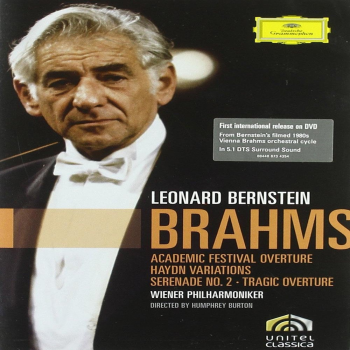 Deutsche
Grammophon
First international release on DVD
From Bernstein's filmed 1980s
Vienna Brahms orchestral cycle
In 5.1 DTS Surround Sound
LEONARD BERNSTEIN
BRAHMS
ACADEMIC FESTIVAL OVERTURE
HAYDN VARIATIONS
SERENADE NO. 2 - TRAGIC OVERTURE
WIENER PHILHARMONIKER
DIRECTED BY HUMPHREY BURTON
UNITEL
CLASSICA